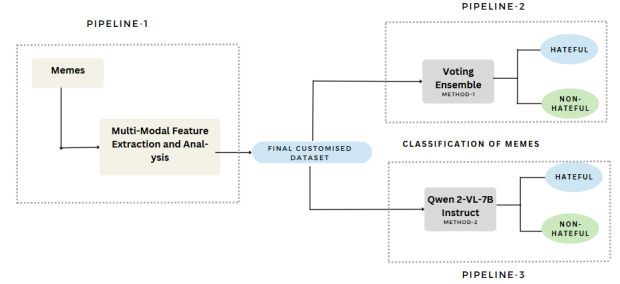 PIPELINE-1
Memes
Multi-Modal Feature
Extraction and Anal-
ysis
FINAL CUSTOMISED
DATASET
PIPELINE-2
Voting
Ensemble
METHOD-1
HATEFUL
NON-
HATEFUL
CLASSIFICATION OF MEMES
Qwen 2-VL-7B
Instruct
METHOD-2
HATEFUL
NON-
HATEFUL
PIPELINE-3